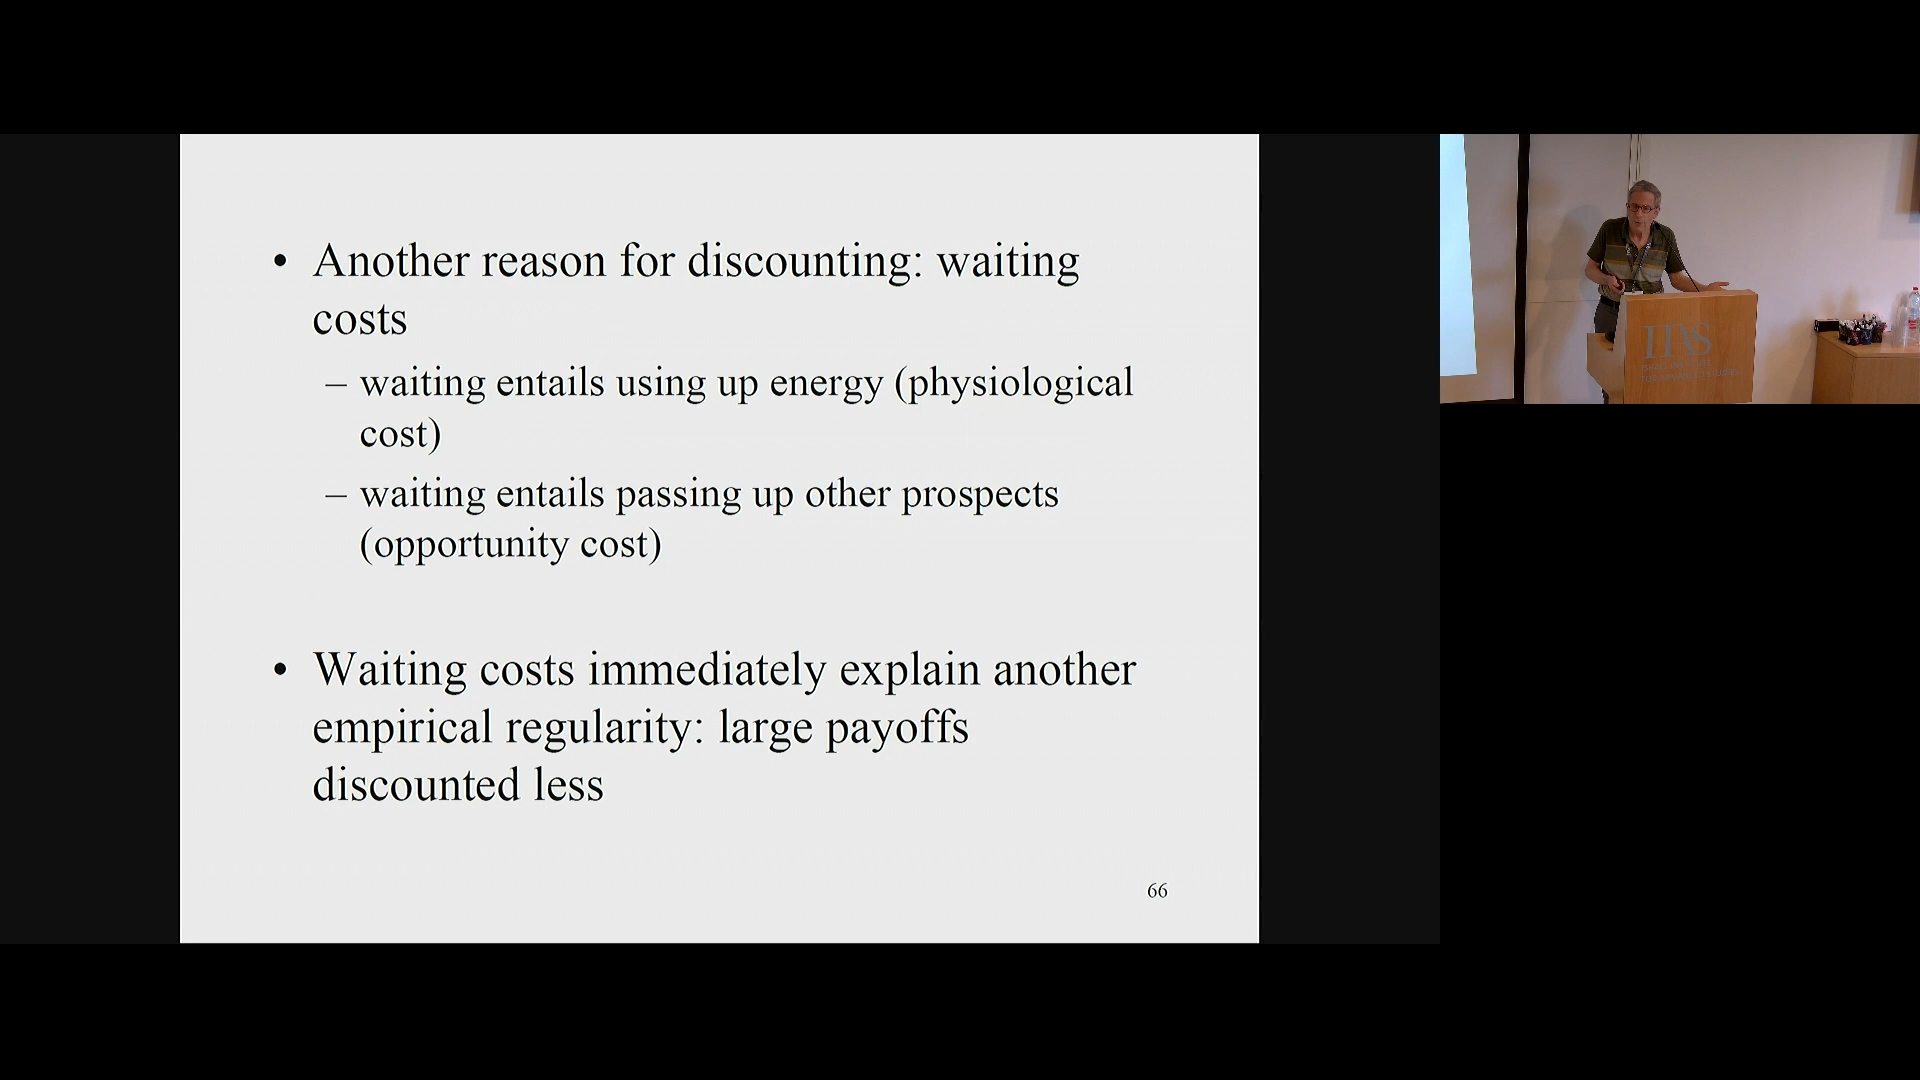 • Another reason for discounting: waiting
costs
– waiting entails using up energy (physiological
cost)
– waiting entails passing up other prospects
(opportunity cost)
• Waiting costs immediately explain another
empirical regularity: large payoffs
discounted less
66
IIAS